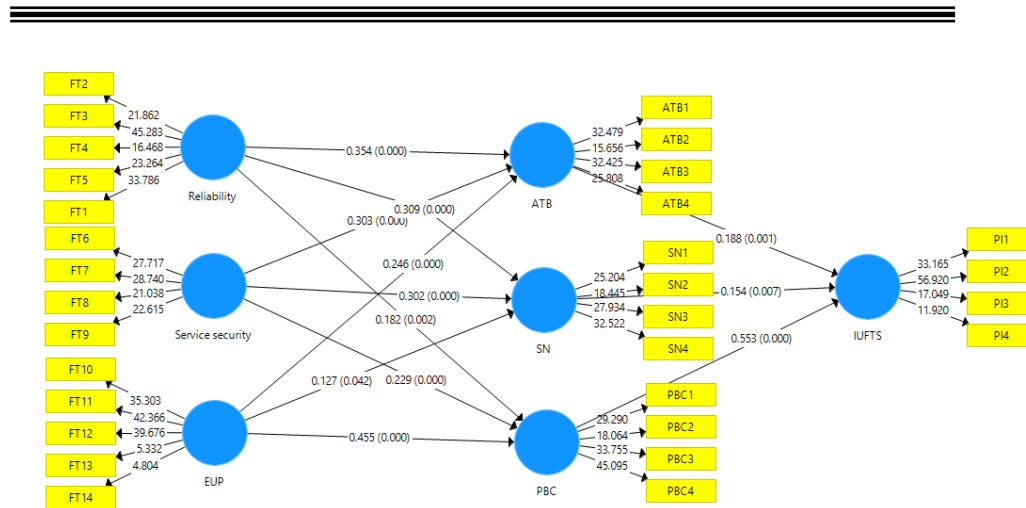 FT2
FT3
FT4
FT5
FT1
21.862
45.283
16.468
23.264
33.786
Reliability
FT6
FT7
FT8
FT9
27.717
28.740
21.038
22.615
Service security
FT10
FT11
FT12
FT13
FT14
35.303
42.366
39.676
5.332
4.804
EUP
0.354 (0.000)
0.309 (0.000)
0.182 (0.002)
0.303 (0.000)
0.302 (0.000)
0.229 (0.000)
0.246 (0.000)
0.127 (0.042)
0.455 (0.000)
ATB
32.479
15.656
32.425
25.808
ATB1
ATB2
ATB3
ATB4
SN
25.204
18.445
27.934
32.522
SN1
SN2
SN3
SN4
PBC
29.290
18.064
33.755
45.095
PBC1
PBC2
PBC3
PBC4
0.188 (0.001)
0.154 (0.007)
0.553 (0.000)
IUFTS
33.165
56.920
17.049
11.920
PI1
PI2
PI3
PI4